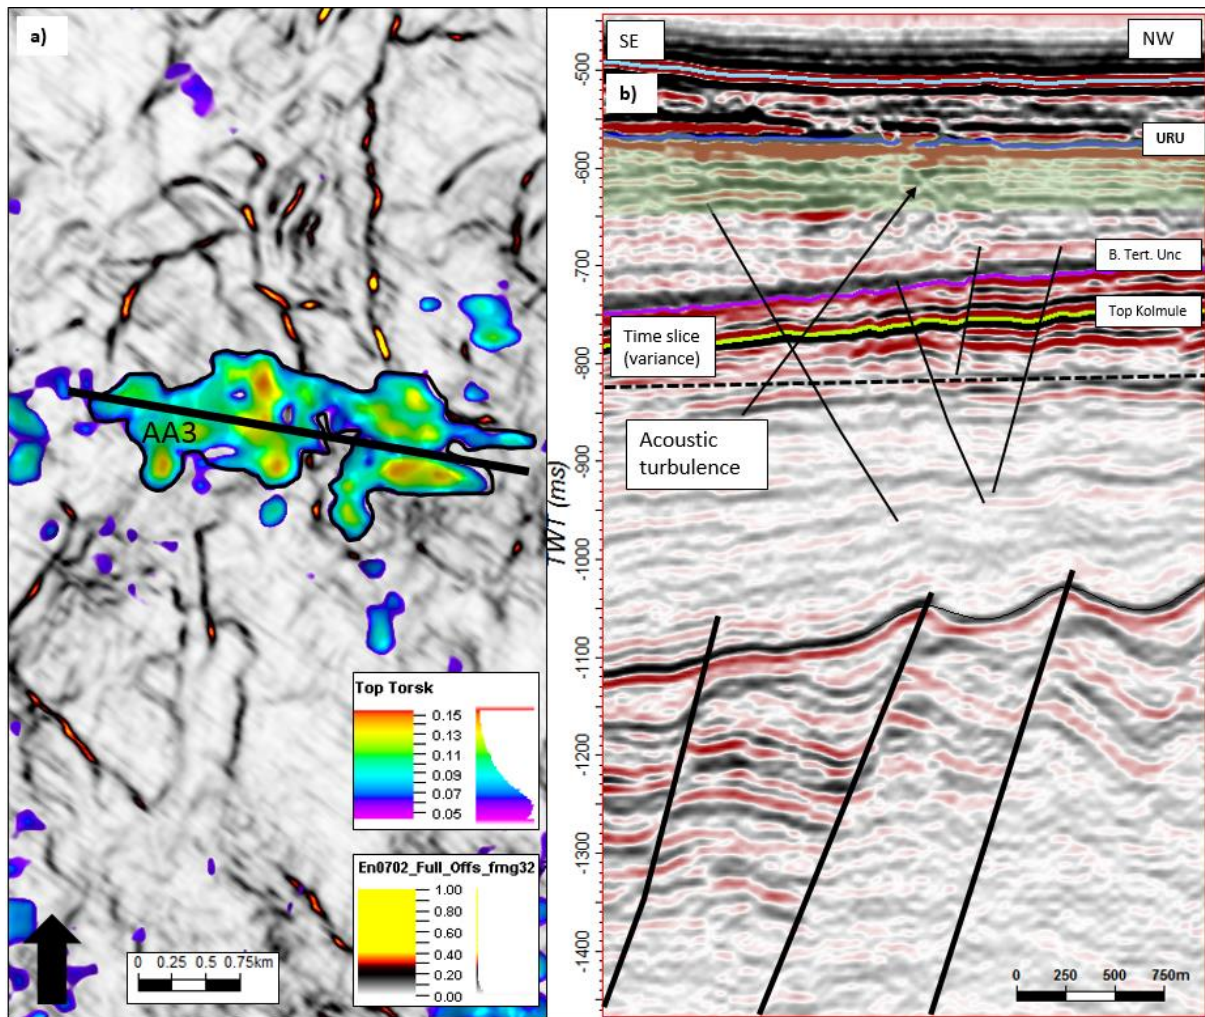 a)
AA3
Top Torsk
0.15
0.13
0.11
0.09
0.07
0.05
En0702_Full_Offs_fmg32
1.00
0.80
0.60
0.40
0.20
0.00
0 0.25 0.5 0.75km
SE
NW
b)
URU
B. Tert. Unc
Top Kolmule
Time slice
(variance)
Acoustic
turbulence
TWT (ms)
-500
-600
-700
-800
-900
-1000
-1100
-1200
-1300
-1400
0 250 500 750m